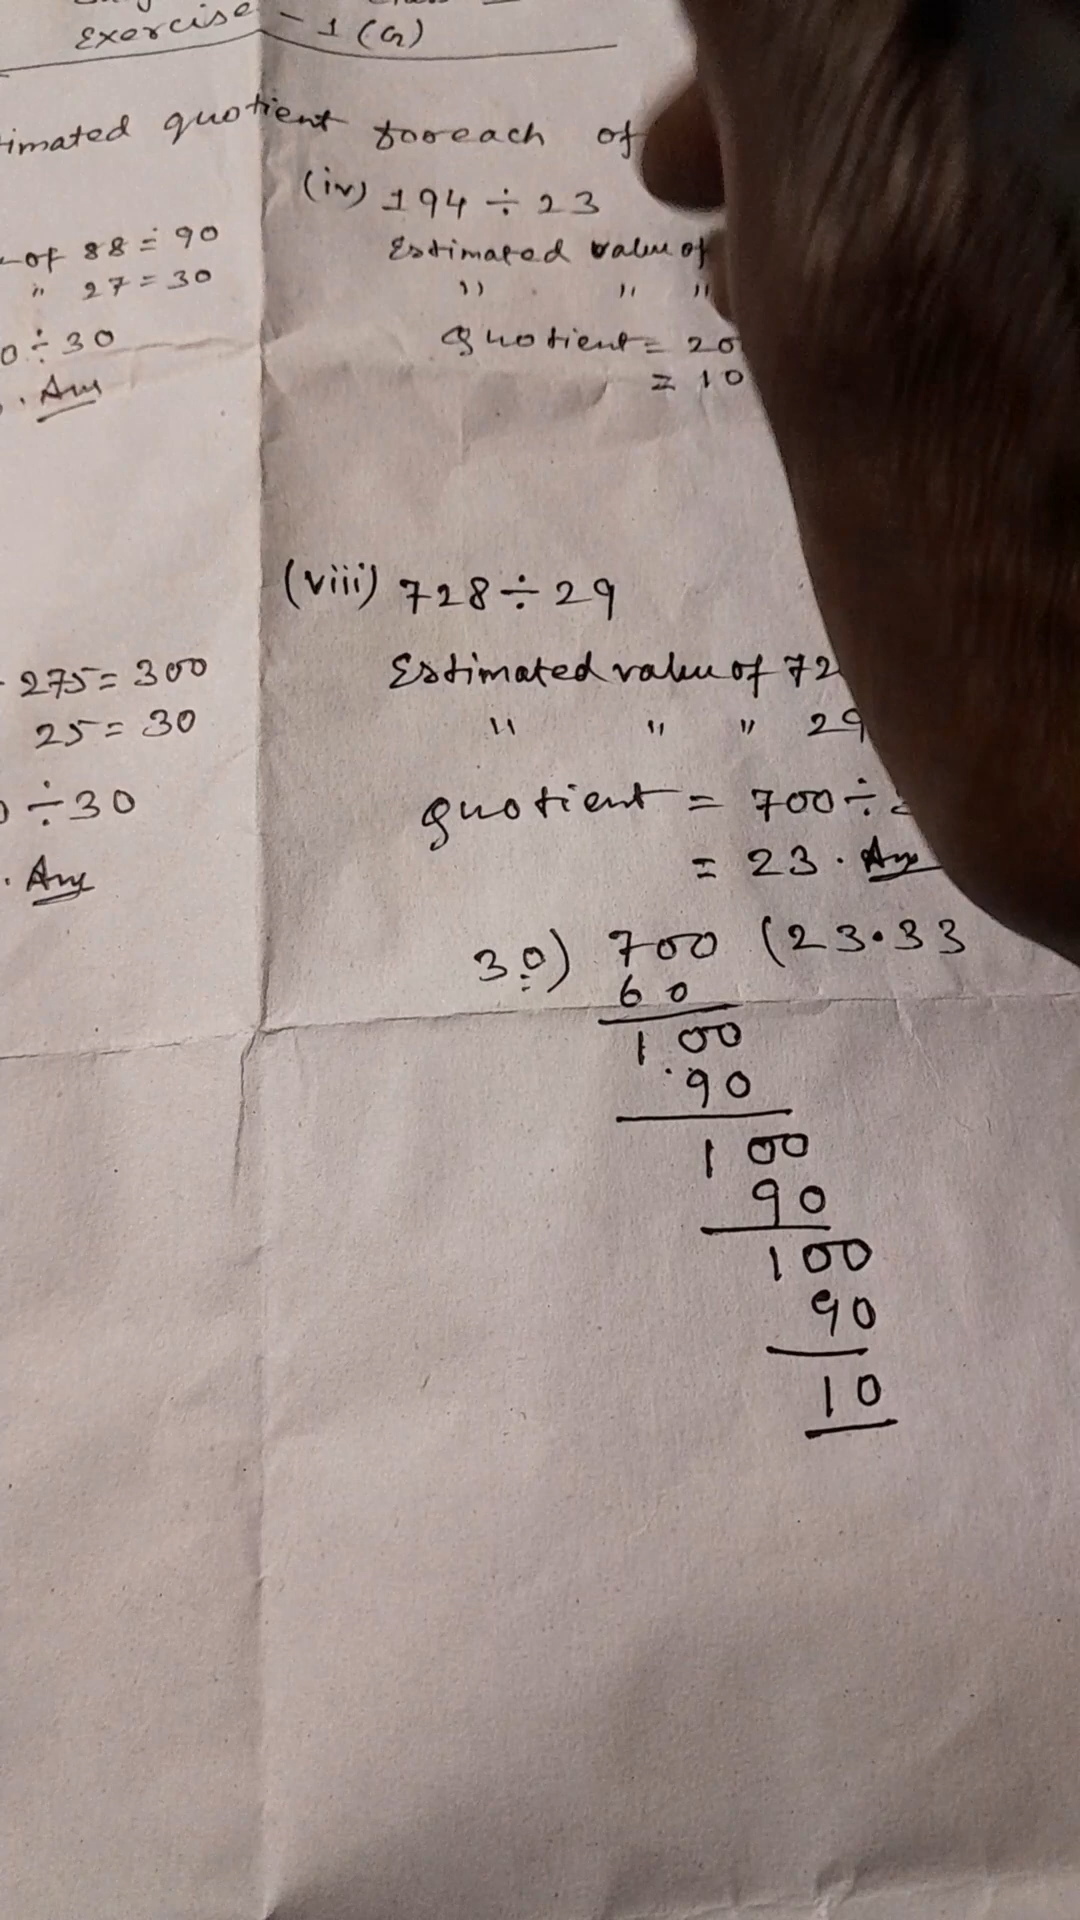 Exercise - 1 (G)
timated quotient for each of
of 88 = 90
" 27 = 30
0 ÷ 30
. Ans
(iv) 194 ÷ 23
Estimated value of
" " "
Quotient = 20
= 10
275 = 300
25 = 30
0 ÷ 30
. Ans
(viii) 728 ÷ 29
Estimated value of 72
" " " 29
Quotient = 700 ÷
= 23 . Ans
30) 700 (23.33
60
100
90
100
90
100
90
10